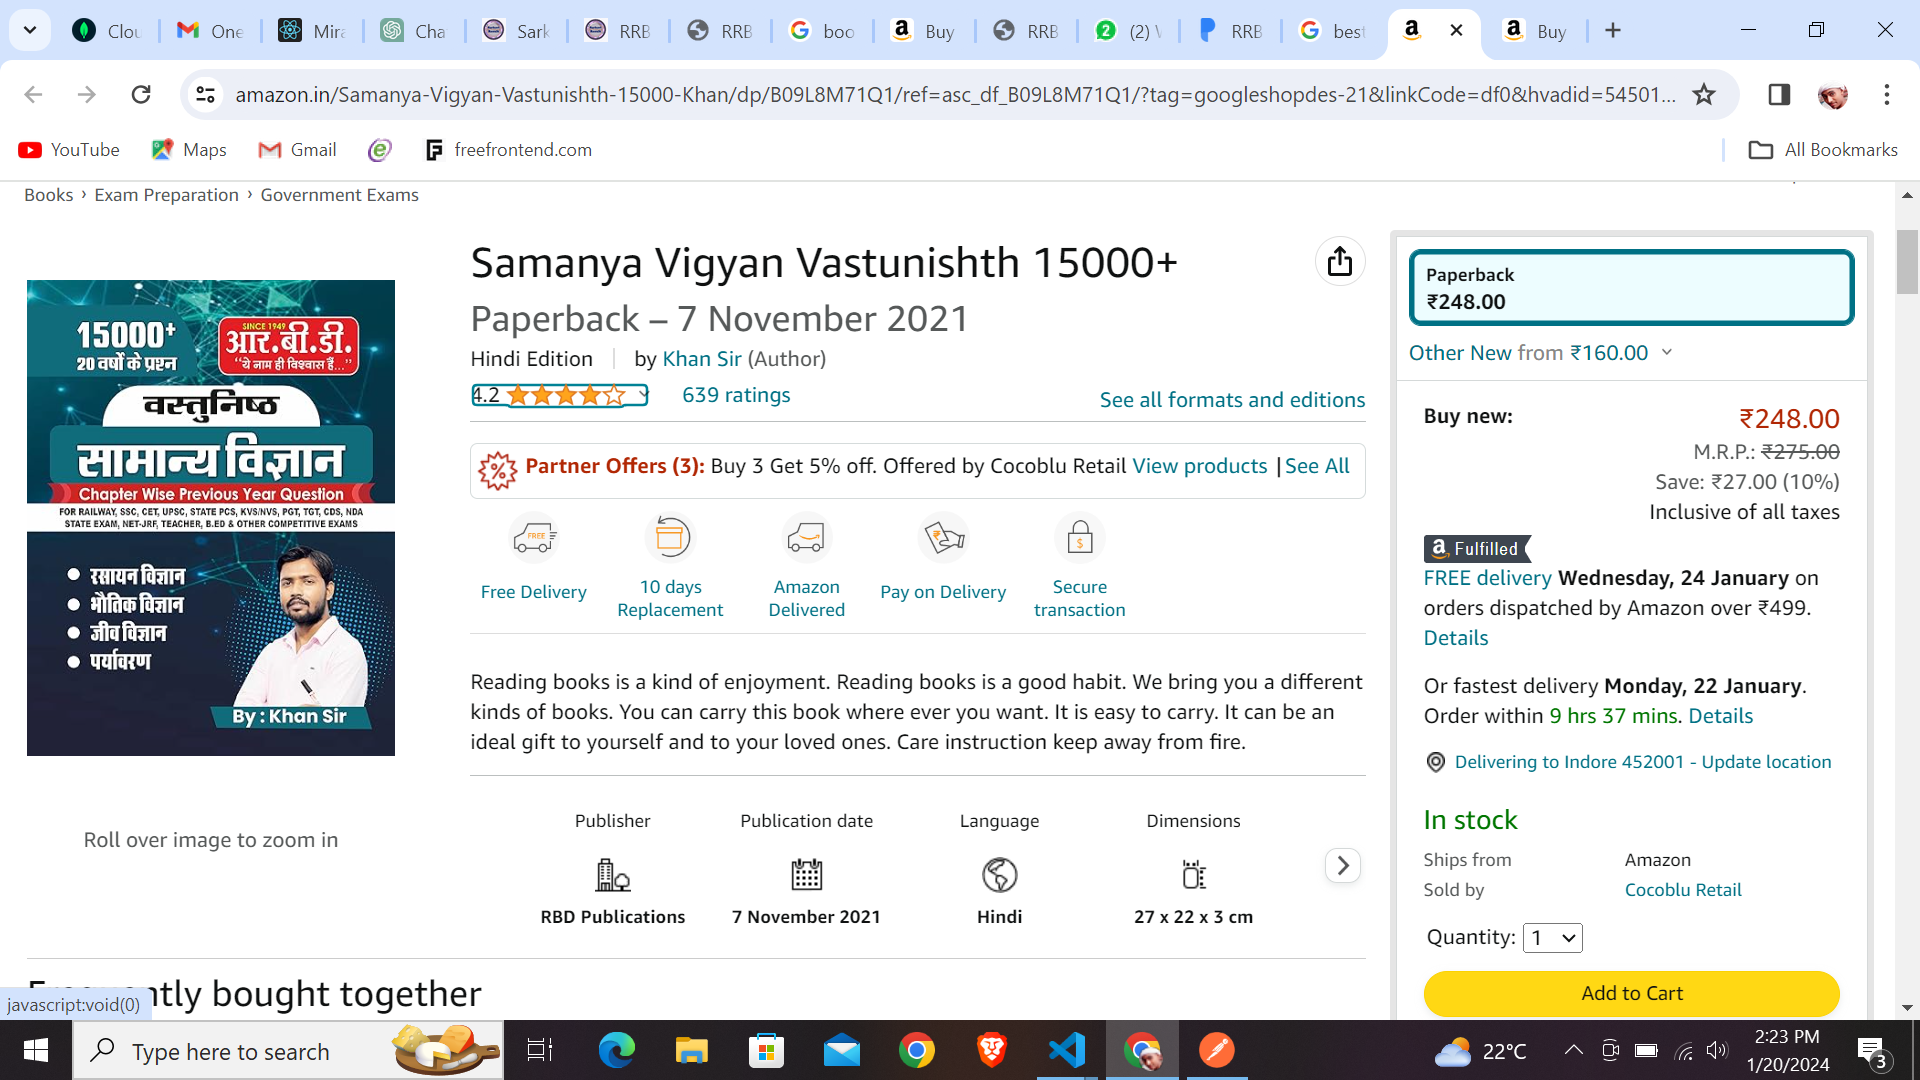 Clou
One
Mira
Cha
Sark
RRB
RRB
boo
Buy
RRB
(2) V
RRB
best
Buy
amazon.in/Samanya-Vigyan-Vastunishth-15000-Khan/dp/B09L8M71Q1/ref=asc_df_B09L8M71Q1/?tag=googleshopdes-21&linkCode=df0&hvadid=54501...
YouTube
Maps
Gmail
freefrontend.com
All Bookmarks
Books › Exam Preparation › Government Exams
15000+
20 वर्षो के प्रश्न
SINCE 1949
आर.बी.डी.
“ये नाम ही विश्वास हैं...”
वस्तुनिष्ठ
सामान्य विज्ञान
Chapter Wise Previous Year Question
FOR RAILWAY, SSC, CET, UPSC, STATE PCS, KVS/NVS, PGT, TGT, CDS, NDA
STATE EXAM, NET-JRF, TEACHER, B.ED & OTHER COMPETITIVE EXAMS
रसायन विज्ञान
भौतिक विज्ञान
जीव विज्ञान
पर्यावरण
By : Khan Sir
Roll over image to zoom in
Samanya Vigyan Vastunishth 15000+
Paperback – 7 November 2021
Hindi Edition | by Khan Sir (Author)
4.2 639 ratings
See all formats and editions
Partner Offers (3): Buy 3 Get 5% off. Offered by Cocoblu Retail View products | See All
FREE
Free Delivery
10 days
Replacement
Amazon
Delivered
Pay on Delivery
Secure
transaction
Reading books is a kind of enjoyment. Reading books is a good habit. We bring you a different
kinds of books. You can carry this book where ever you want. It is easy to carry. It can be an
ideal gift to yourself and to your loved ones. Care instruction keep away from fire.
Publisher
RBD Publications
Publication date
7 November 2021
Language
Hindi
Dimensions
27 x 22 x 3 cm
Frequently bought together
javascript:void(0)
Paperback
₹248.00
Other New from ₹160.00
Buy new: ₹248.00
M.R.P.: ₹275.00
Save: ₹27.00 (10%)
Inclusive of all taxes
a Fulfilled
FREE delivery Wednesday, 24 January on
orders dispatched by Amazon over ₹499.
Details
Or fastest delivery Monday, 22 January.
Order within 9 hrs 37 mins. Details
Delivering to Indore 452001 - Update location
In stock
Ships from Amazon
Sold by Cocoblu Retail
Quantity: 1
Add to Cart
Type here to search
22°C
2:23 PM
1/20/2024
3